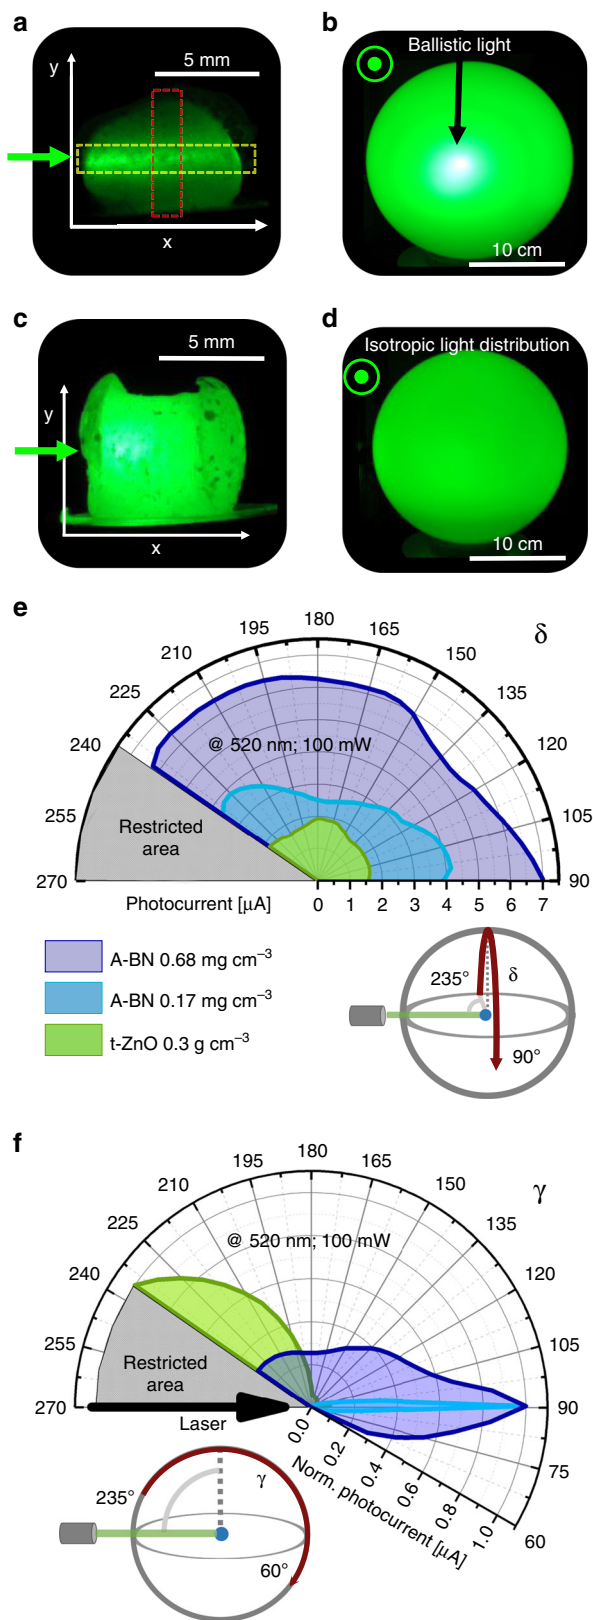 a
y
5 mm
x
b
Ballistic light
10 cm
c
5 mm
y
x
d
Isotropic light distribution
10 cm
e
δ
180
195
165
210
150
225
135
240
120
255
105
270
90
@ 520 nm; 100 mW
Restricted
area
Photocurrent [μA]
0 1 2 3 4 5 6 7
A-BN 0.68 mg cm⁻³
A-BN 0.17 mg cm⁻³
t-ZnO 0.3 g cm⁻³
235°
δ
90°
f
γ
180
195
165
210
150
225
135
240
120
255
105
270
90
75
60
@ 520 nm; 100 mW
Restricted
area
Laser
0.0 0.2 0.4 0.6 0.8 1.0
Norm. photocurrent [μA]
235°
γ
60°